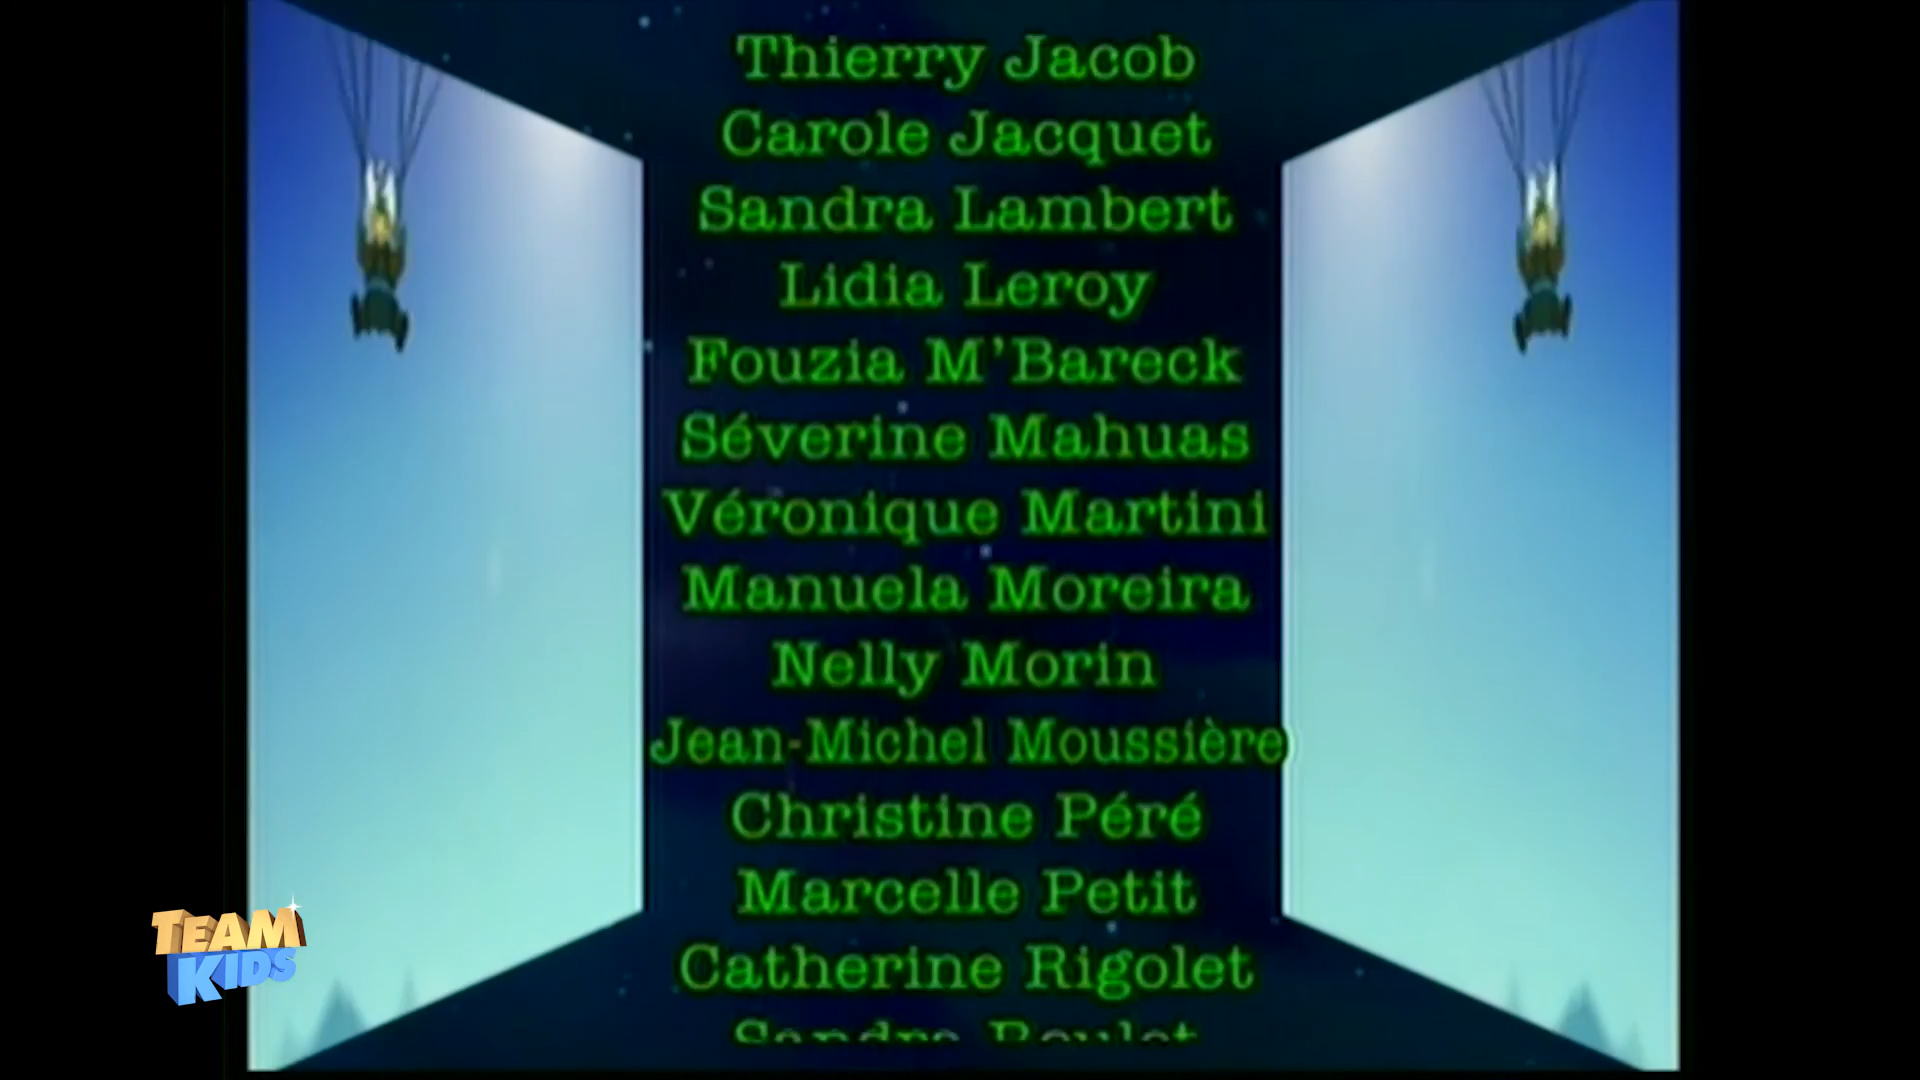 Thierry Jacob
Carole Jacquet
Sandra Lambert
Lidia Leroy
Fouzia M'Bareck
Séverine Mahuas
Véronique Martini
Manuela Moreira
Nelly Morin
Jean-Michel Moussière
Christine Péré
Marcelle Petit
Catherine Rigolet
Sandra
TEAM
KIDS